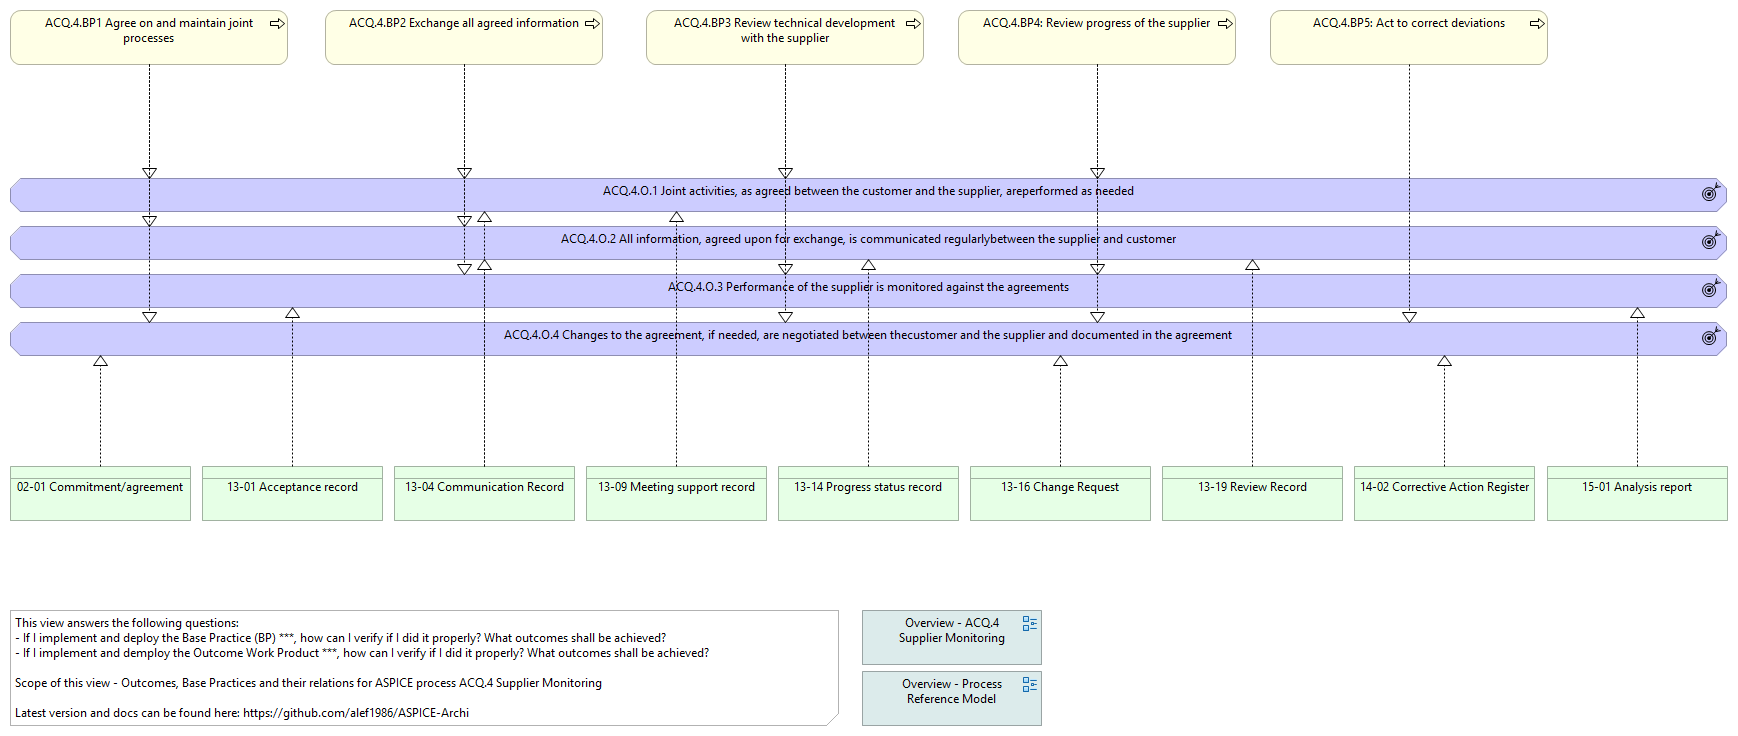 ACQ.4.BP1 Agree on and maintain joint
processes
ACQ.4.BP2 Exchange all agreed information
ACQ.4.BP3 Review technical development
with the supplier
ACQ.4.BP4: Review progress of the supplier
ACQ.4.BP5: Act to correct deviations
ACQ.4.O.1 Joint activities, as agreed between the customer and the supplier, areperformed as needed
ACQ.4.O.2 All information, agreed upon for exchange, is communicated regularlybetween the supplier and customer
ACQ.4.O.3 Performance of the supplier is monitored against the agreements
ACQ.4.O.4 Changes to the agreement, if needed, are negotiated between thecustomer and the supplier and documented in the agreement
02-01 Commitment/agreement
13-01 Acceptance record
13-04 Communication Record
13-09 Meeting support record
13-14 Progress status record
13-16 Change Request
13-19 Review Record
14-02 Corrective Action Register
15-01 Analysis report
This view answers the following questions:
- If I implement and deploy the Base Practice (BP) ***, how can I verify if I did it properly? What outcomes shall be achieved?
- If I implement and demploy the Outcome Work Product ***, how can I verify if I did it properly? What outcomes shall be achieved?
Scope of this view - Outcomes, Base Practices and their relations for ASPICE process ACQ.4 Supplier Monitoring
Latest version and docs can be found here: https://github.com/alef1986/ASPICE-Archi
Overview - ACQ.4
Supplier Monitoring
Overview - Process
Reference Model